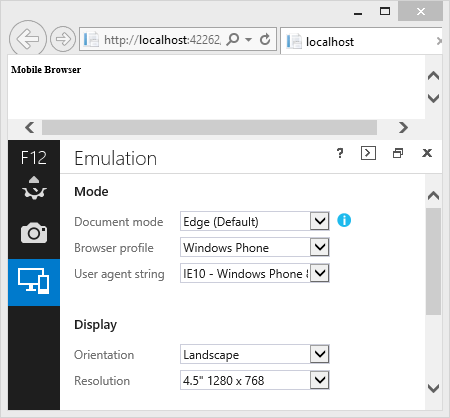 http://localhost:42262
localhost
Mobile Browser
F12
Emulation
?
Mode
Document mode Edge (Default)
Browser profile Windows Phone
User agent string IE10 - Windows Phone
Display
Orientation Landscape
Resolution 4.5" 1280 x 768